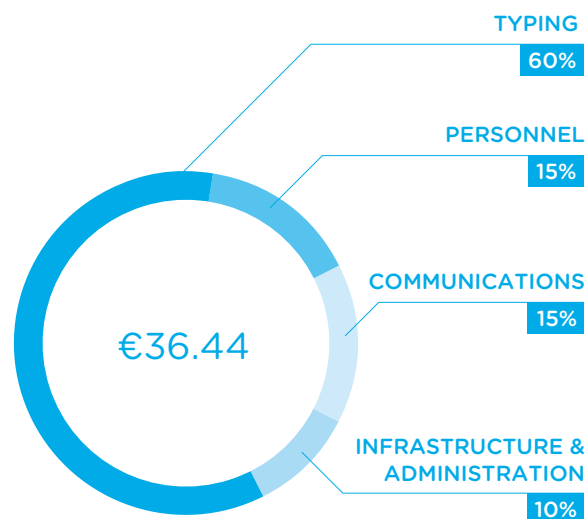 TYPING
60%
PERSONNEL
15%
COMMUNICATIONS
15%
€36.44
INFRASTRUCTURE &
ADMINISTRATION
10%